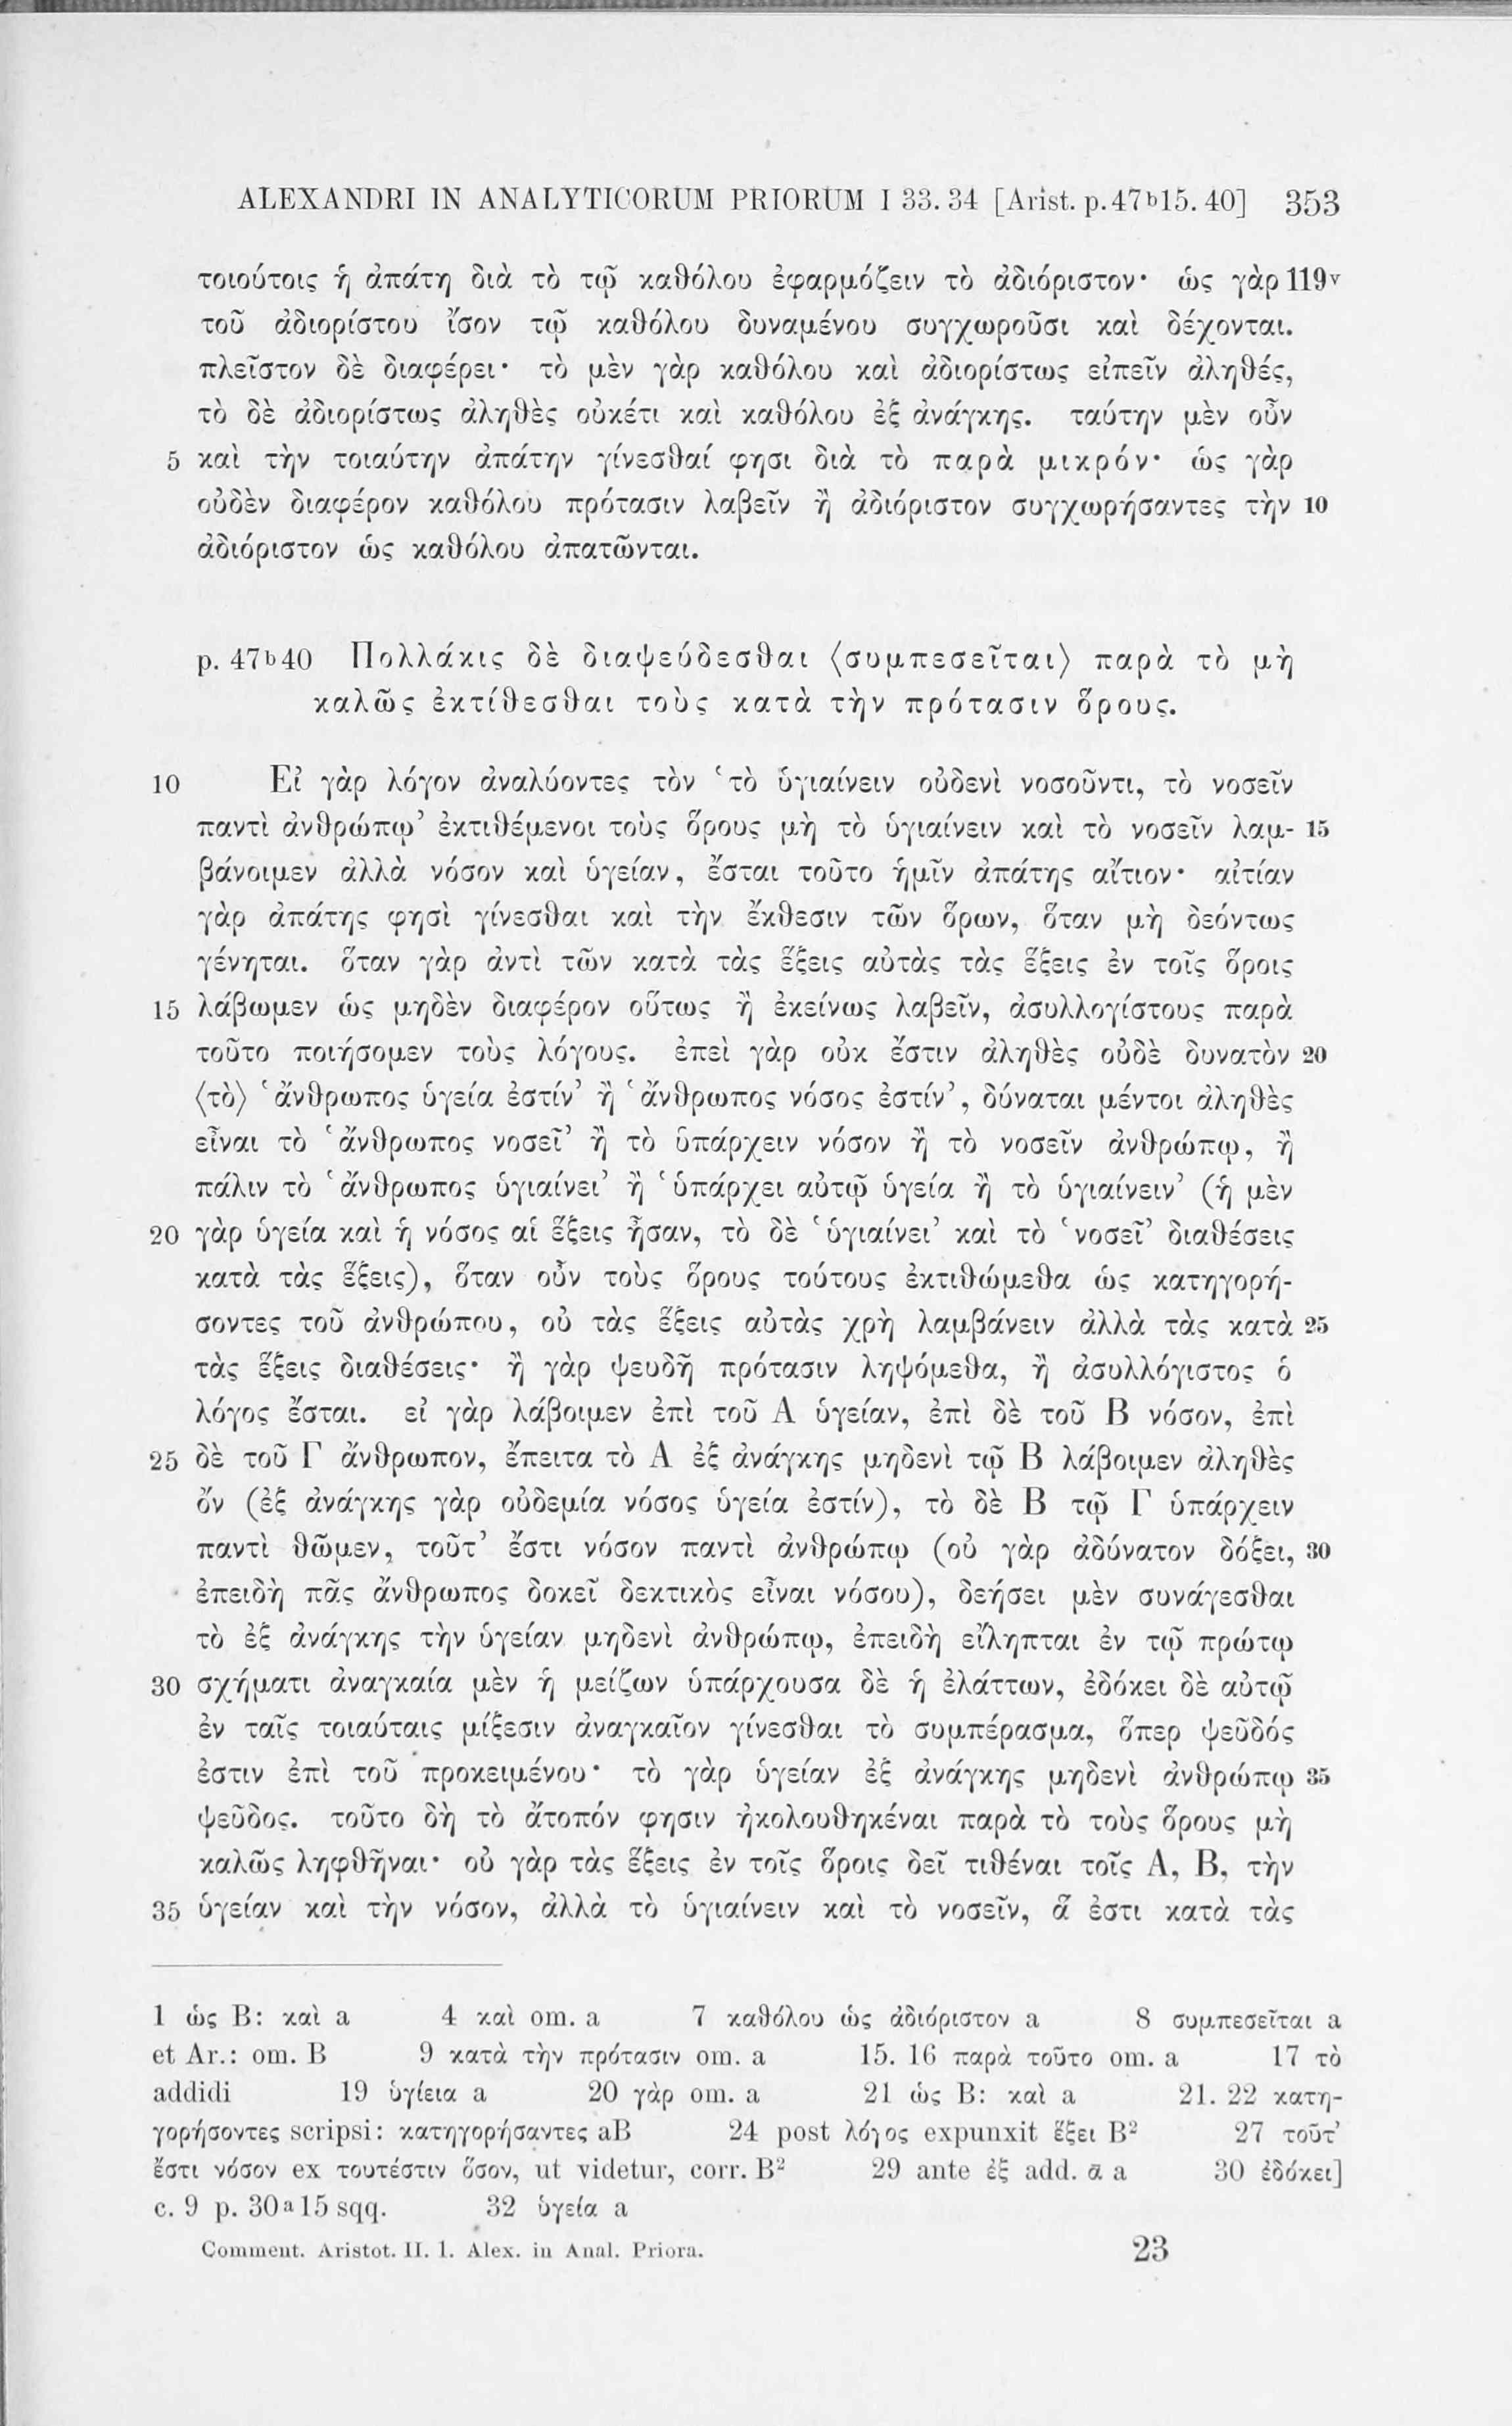 ALEXANDRI IN ANALYTICORUM PRIORUM I 33. 34 [Arist. p. 47b15. 40] 353
τοιούτοις ἡ ἀπάτη διὰ τὸ τῷ καθόλου ἐφαρμόζειν τὸ ἀδιόριστον· ὡς γὰρ 119v
τοῦ ἀδιορίστου ἴσον τῷ καθόλου δυναμένου συγχωροῦσι καὶ δέχονται.
πλεῖστον δὲ διαφέρει· τὸ μὲν γὰρ καθόλου καὶ ἀδιορίστως εἰπεῖν ἀληθές,
τὸ δὲ ἀδιορίστως ἀληθὲς οὐκέτι καὶ καθόλου ἐξ ἀνάγκης. ταύτην μὲν οὖν
5 καὶ τὴν τοιαύτην ἀπάτην γίνεσθαί φησι διὰ τὸ παρὰ μικρόν· ὡς γὰρ
οὐδὲν διαφέρον καθόλου πρότασιν λαβεῖν ἢ ἀδιόριστον συγχωρήσαντες τὴν 10
ἀδιόριστον ὡς καθόλου ἀπατῶνται.
p. 47b40 Πολλάκις δὲ διαψεύδεσθαι ⟨συμπεσεῖται⟩ παρὰ τὸ μὴ
καλῶς ἐκτίθεσθαι τοὺς κατὰ τὴν πρότασιν ὅρους.
10 Εἰ γὰρ λόγον ἀναλύοντες τὸν ‘τὸ ὑγιαίνειν οὐδενὶ νοσοῦντι, τὸ νοσεῖν
παντὶ ἀνθρώπῳ’ ἐκτιθέμενοι τοὺς ὅρους μὴ τὸ ὑγιαίνειν καὶ τὸ νοσεῖν λαμ- 15
βάνοιμεν ἀλλὰ νόσον καὶ ὑγείαν, ἔσται τοῦτο ἡμῖν ἀπάτης αἴτιον· αἰτίαν
γὰρ ἀπάτης φησὶ γίνεσθαι καὶ τὴν ἔκθεσιν τῶν ὅρων, ὅταν μὴ δεόντως
γένηται. ὅταν γὰρ ἀντὶ τῶν κατὰ τὰς ἕξεις αὐτὰς τὰς ἕξεις ἐν τοῖς ὅροις
15 λάβωμεν ὡς μηδὲν διαφέρον οὕτως ἢ ἐκείνως λαβεῖν, ἀσυλλογίστους παρὰ
τοῦτο ποιήσομεν τοὺς λόγους. ἐπεὶ γὰρ οὐκ ἔστιν ἀληθὲς οὐδὲ δυνατὸν 20
⟨τὸ⟩ ‘ἄνθρωπος ὑγεία ἐστίν’ ἢ ‘ἄνθρωπος νόσος ἐστίν’, δύναται μέντοι ἀληθὲς
εἶναι τὸ ‘ἄνθρωπος νοσεῖ’ ἢ τὸ ὑπάρχειν νόσον ἢ τὸ νοσεῖν ἀνθρώπῳ, ἢ
πάλιν τὸ ‘ἄνθρωπος ὑγιαίνει’ ἢ ‘ὑπάρχει αὐτῷ ὑγεία ἢ τὸ ὑγιαίνειν’ (ἡ μὲν
20 γὰρ ὑγεία καὶ ἡ νόσος αἱ ἕξεις ἦσαν, τὸ δὲ ‘ὑγιαίνει’ καὶ τὸ ‘νοσεῖ’ διαθέσεις
κατὰ τὰς ἕξεις), ὅταν οὖν τοὺς ὅρους τούτους ἐκτιθώμεθα ὡς κατηγορή-
σοντες τοῦ ἀνθρώπου, οὐ τὰς ἕξεις αὐτὰς χρὴ λαμβάνειν ἀλλὰ τὰς κατὰ 25
τὰς ἕξεις διαθέσεις· ἢ γὰρ ψευδῆ πρότασιν ληψόμεθα, ἢ ἀσυλλόγιστος ὁ
λόγος ἔσται. εἰ γὰρ λάβοιμεν ἐπὶ τοῦ Α ὑγείαν, ἐπὶ δὲ τοῦ Β νόσον, ἐπὶ
25 δὲ τοῦ Γ ἄνθρωπον, ἔπειτα τὸ Α ἐξ ἀνάγκης μηδενὶ τῷ Β λάβοιμεν ἀληθὲς
ὄν (ἐξ ἀνάγκης γὰρ οὐδεμία νόσος ὑγεία ἐστίν), τὸ δὲ Β τῷ Γ ὑπάρχειν
παντὶ θῶμεν, τοῦτ’ ἔστι νόσον παντὶ ἀνθρώπῳ (οὐ γὰρ ἀδύνατον δόξει, 30
ἐπειδὴ πᾶς ἄνθρωπος δοκεῖ δεκτικὸς εἶναι νόσου), δεήσει μὲν συνάγεσθαι
τὸ ἐξ ἀνάγκης τὴν ὑγείαν μηδενὶ ἀνθρώπῳ, ἐπειδὴ εἴληπται ἐν τῷ πρώτῳ
30 σχήματι ἀναγκαία μὲν ἡ μείζων ὑπάρχουσα δὲ ἡ ἐλάττων, ἐδόκει δὲ αὐτῷ
ἐν ταῖς τοιαύταις μίξεσιν ἀναγκαῖον γίνεσθαι τὸ συμπέρασμα, ὅπερ ψεῦδός
ἐστιν ἐπὶ τοῦ προκειμένου· τὸ γὰρ ὑγείαν ἐξ ἀνάγκης μηδενὶ ἀνθρώπῳ 35
ψεῦδος. τοῦτο δὴ τὸ ἄτοπόν φησιν ἠκολουθηκέναι παρὰ τὸ τοὺς ὅρους μὴ
καλῶς ληφθῆναι· οὐ γὰρ τὰς ἕξεις ἐν τοῖς ὅροις δεῖ τιθέναι τοῖς Α, Β, τὴν
35 ὑγείαν καὶ τὴν νόσον, ἀλλὰ τὸ ὑγιαίνειν καὶ τὸ νοσεῖν, ἅ ἐστι κατὰ τὰς
1 ὡς B: καὶ a 4 καὶ om. a 7 καθόλου ὡς ἀδιόριστον a 8 συμπεσεῖται a
et Ar.: om. B 9 κατὰ τὴν πρότασιν om. a 15. 16 παρὰ τοῦτο om. a 17 τὸ
addidi 19 ὑγίεια a 20 γὰρ om. a 21 ὡς B: καὶ a 21. 22 κατη-
γορήσοντες scripsi: κατηγορήσαντες aB 24 post λόγος expunxit ἕξει B² 27 τοῦτ’
ἔστι νόσον ex τουτέστιν ὅσον, ut videtur, corr. B² 29 ante ἐξ add. ᾱ a 30 ἐδόκει]
c. 9 p. 30a15 sqq. 32 ὑγεία a
Comment. Aristot. II. 1. Alex. in Anal. Priora. 23